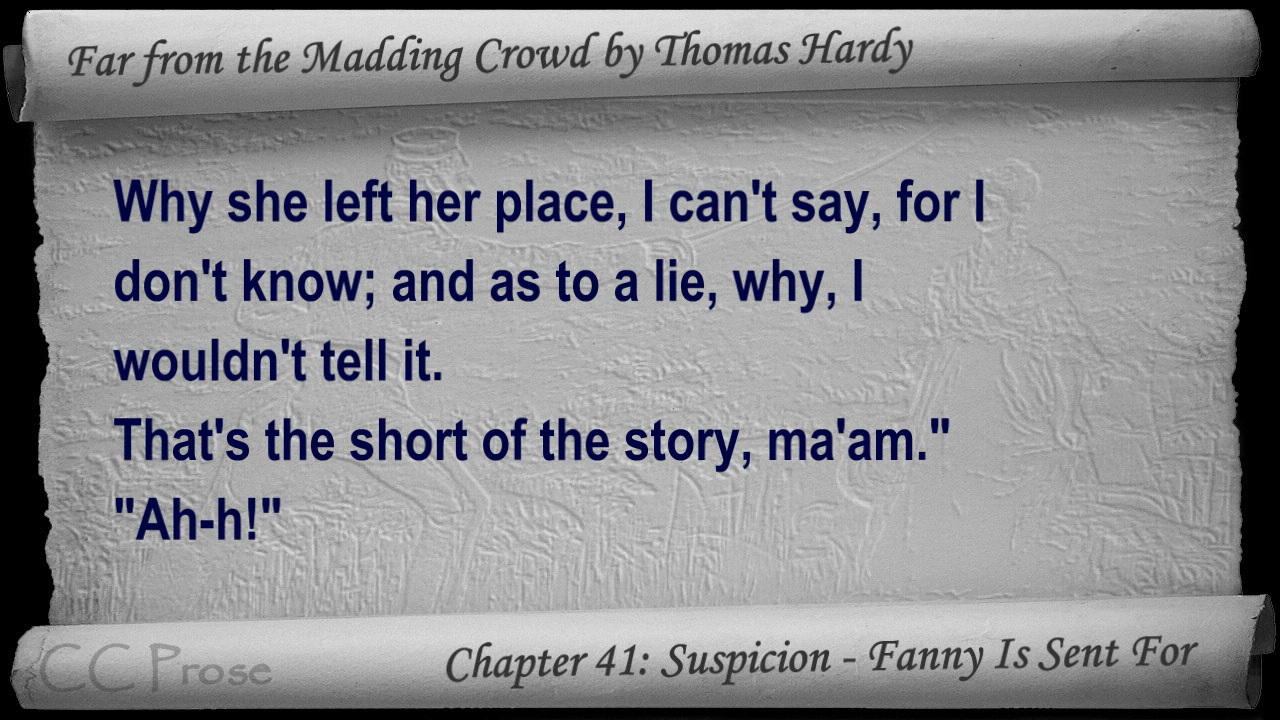 Far from the Madding Crowd by Thomas Hardy
Why she left her place, I can't say, for I
don't know; and as to a lie, why, I
wouldn't tell it.
That's the short of the story, ma'am."
"Ah-h!"
CC Prose
Chapter 41: Suspicion - Fanny Is Sent For